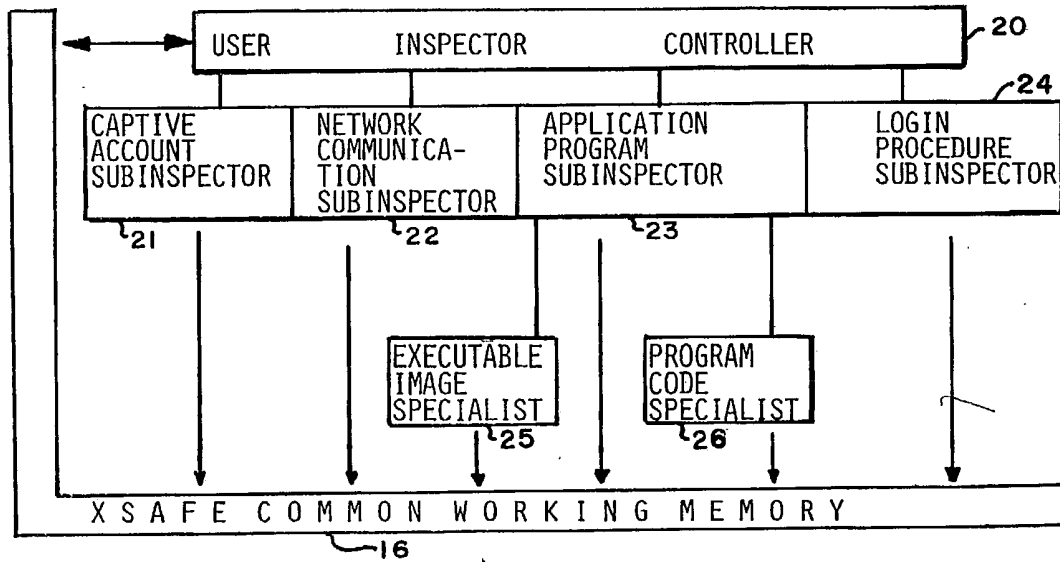 USER INSPECTOR CONTROLLER
20
24
CAPTIVE
ACCOUNT
SUBINSPECTOR
NETWORK
COMMUNICA-
TION
SUBINSPECTOR
APPLICATION
PROGRAM
SUBINSPECTOR
LOGIN
PROCEDURE
SUBINSPECTOR
21
22
23
EXECUTABLE
IMAGE
SPECIALIST
25
PROGRAM
CODE
SPECIALIST
26
XSAFE COMMON WORKING MEMORY
16